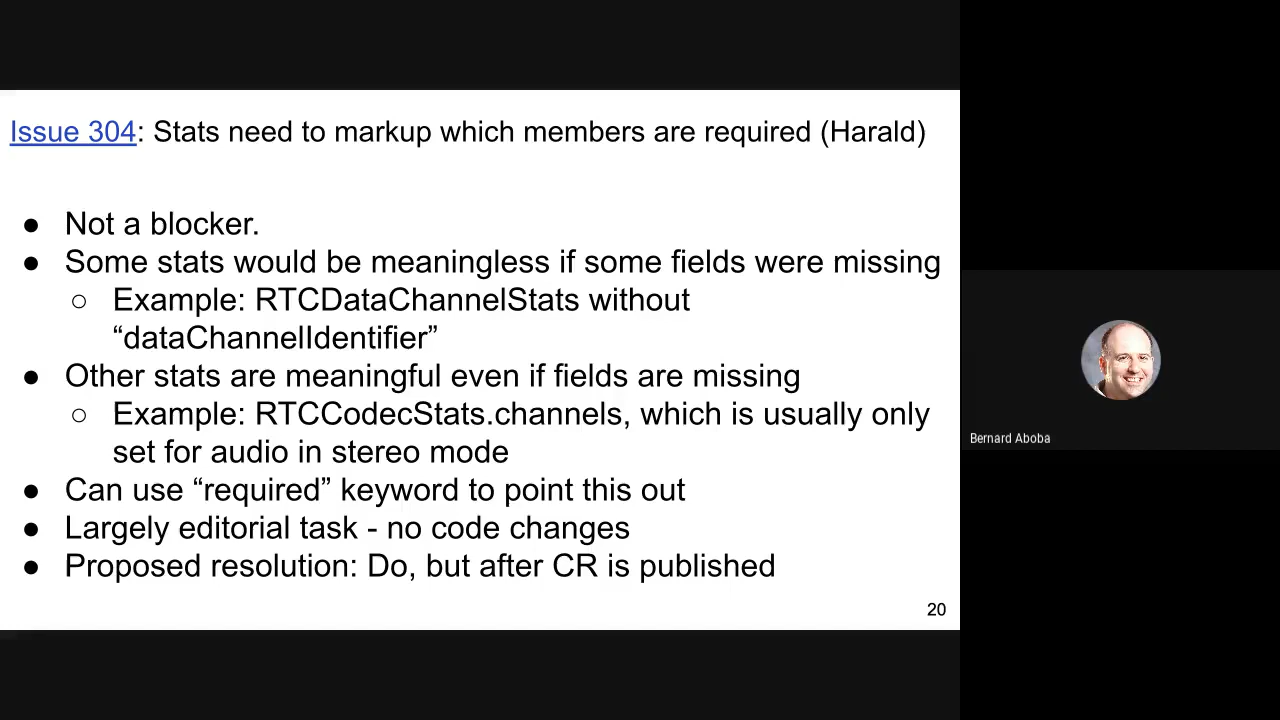 Issue 304: Stats need to markup which members are required (Harald)
● Not a blocker.
● Some stats would be meaningless if some fields were missing
○ Example: RTCDataChannelStats without
“dataChannelIdentifier”
● Other stats are meaningful even if fields are missing
○ Example: RTCCodecStats.channels, which is usually only
set for audio in stereo mode
● Can use “required” keyword to point this out
● Largely editorial task - no code changes
● Proposed resolution: Do, but after CR is published
20
Bernard Aboba